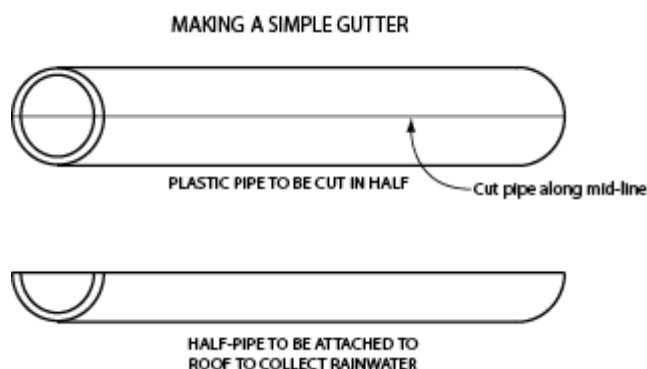 MAKING A SIMPLE GUTTER
PLASTIC PIPE TO BE CUT IN HALF
Cut pipe along mid-line
HALF-PIPE TO BE ATTACHED TO
ROOF TO COLLECT RAINWATER